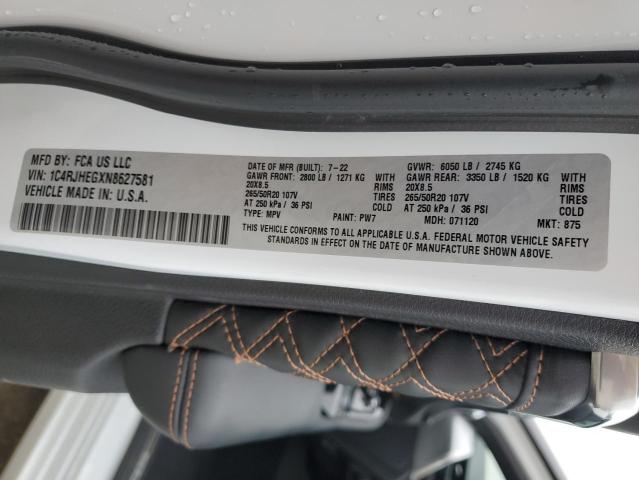 MFD BY: FCA US LLC
VIN: 1C4RJHEGXN8627581
VEHICLE MADE IN U.S.A.
DATE OF MFR (BUILT): 7-22 GVWR: 6050 LB / 2745 KG
GAWR FRONT: 2800 LB / 1271 KG WITH GAWR REAR: 3350 LB / 1520 KG WITH
20X8.5 RIMS 20X8.5 RIMS
265/50R20 107V TIRES 265/50R20 107V TIRES
AT 250 kPa / 36 PSI COLD AT 250 kPa / 36 PSI COLD
TYPE: MPV PAINT: PW7 MDH: 071120 MKT: 875
THIS VEHICLE CONFORMS TO ALL APPLICABLE U.S.A. FEDERAL MOTOR VEHICLE SAFETY
STANDARDS IN EFFECT ON THE DATE OF MANUFACTURE SHOWN ABOVE.